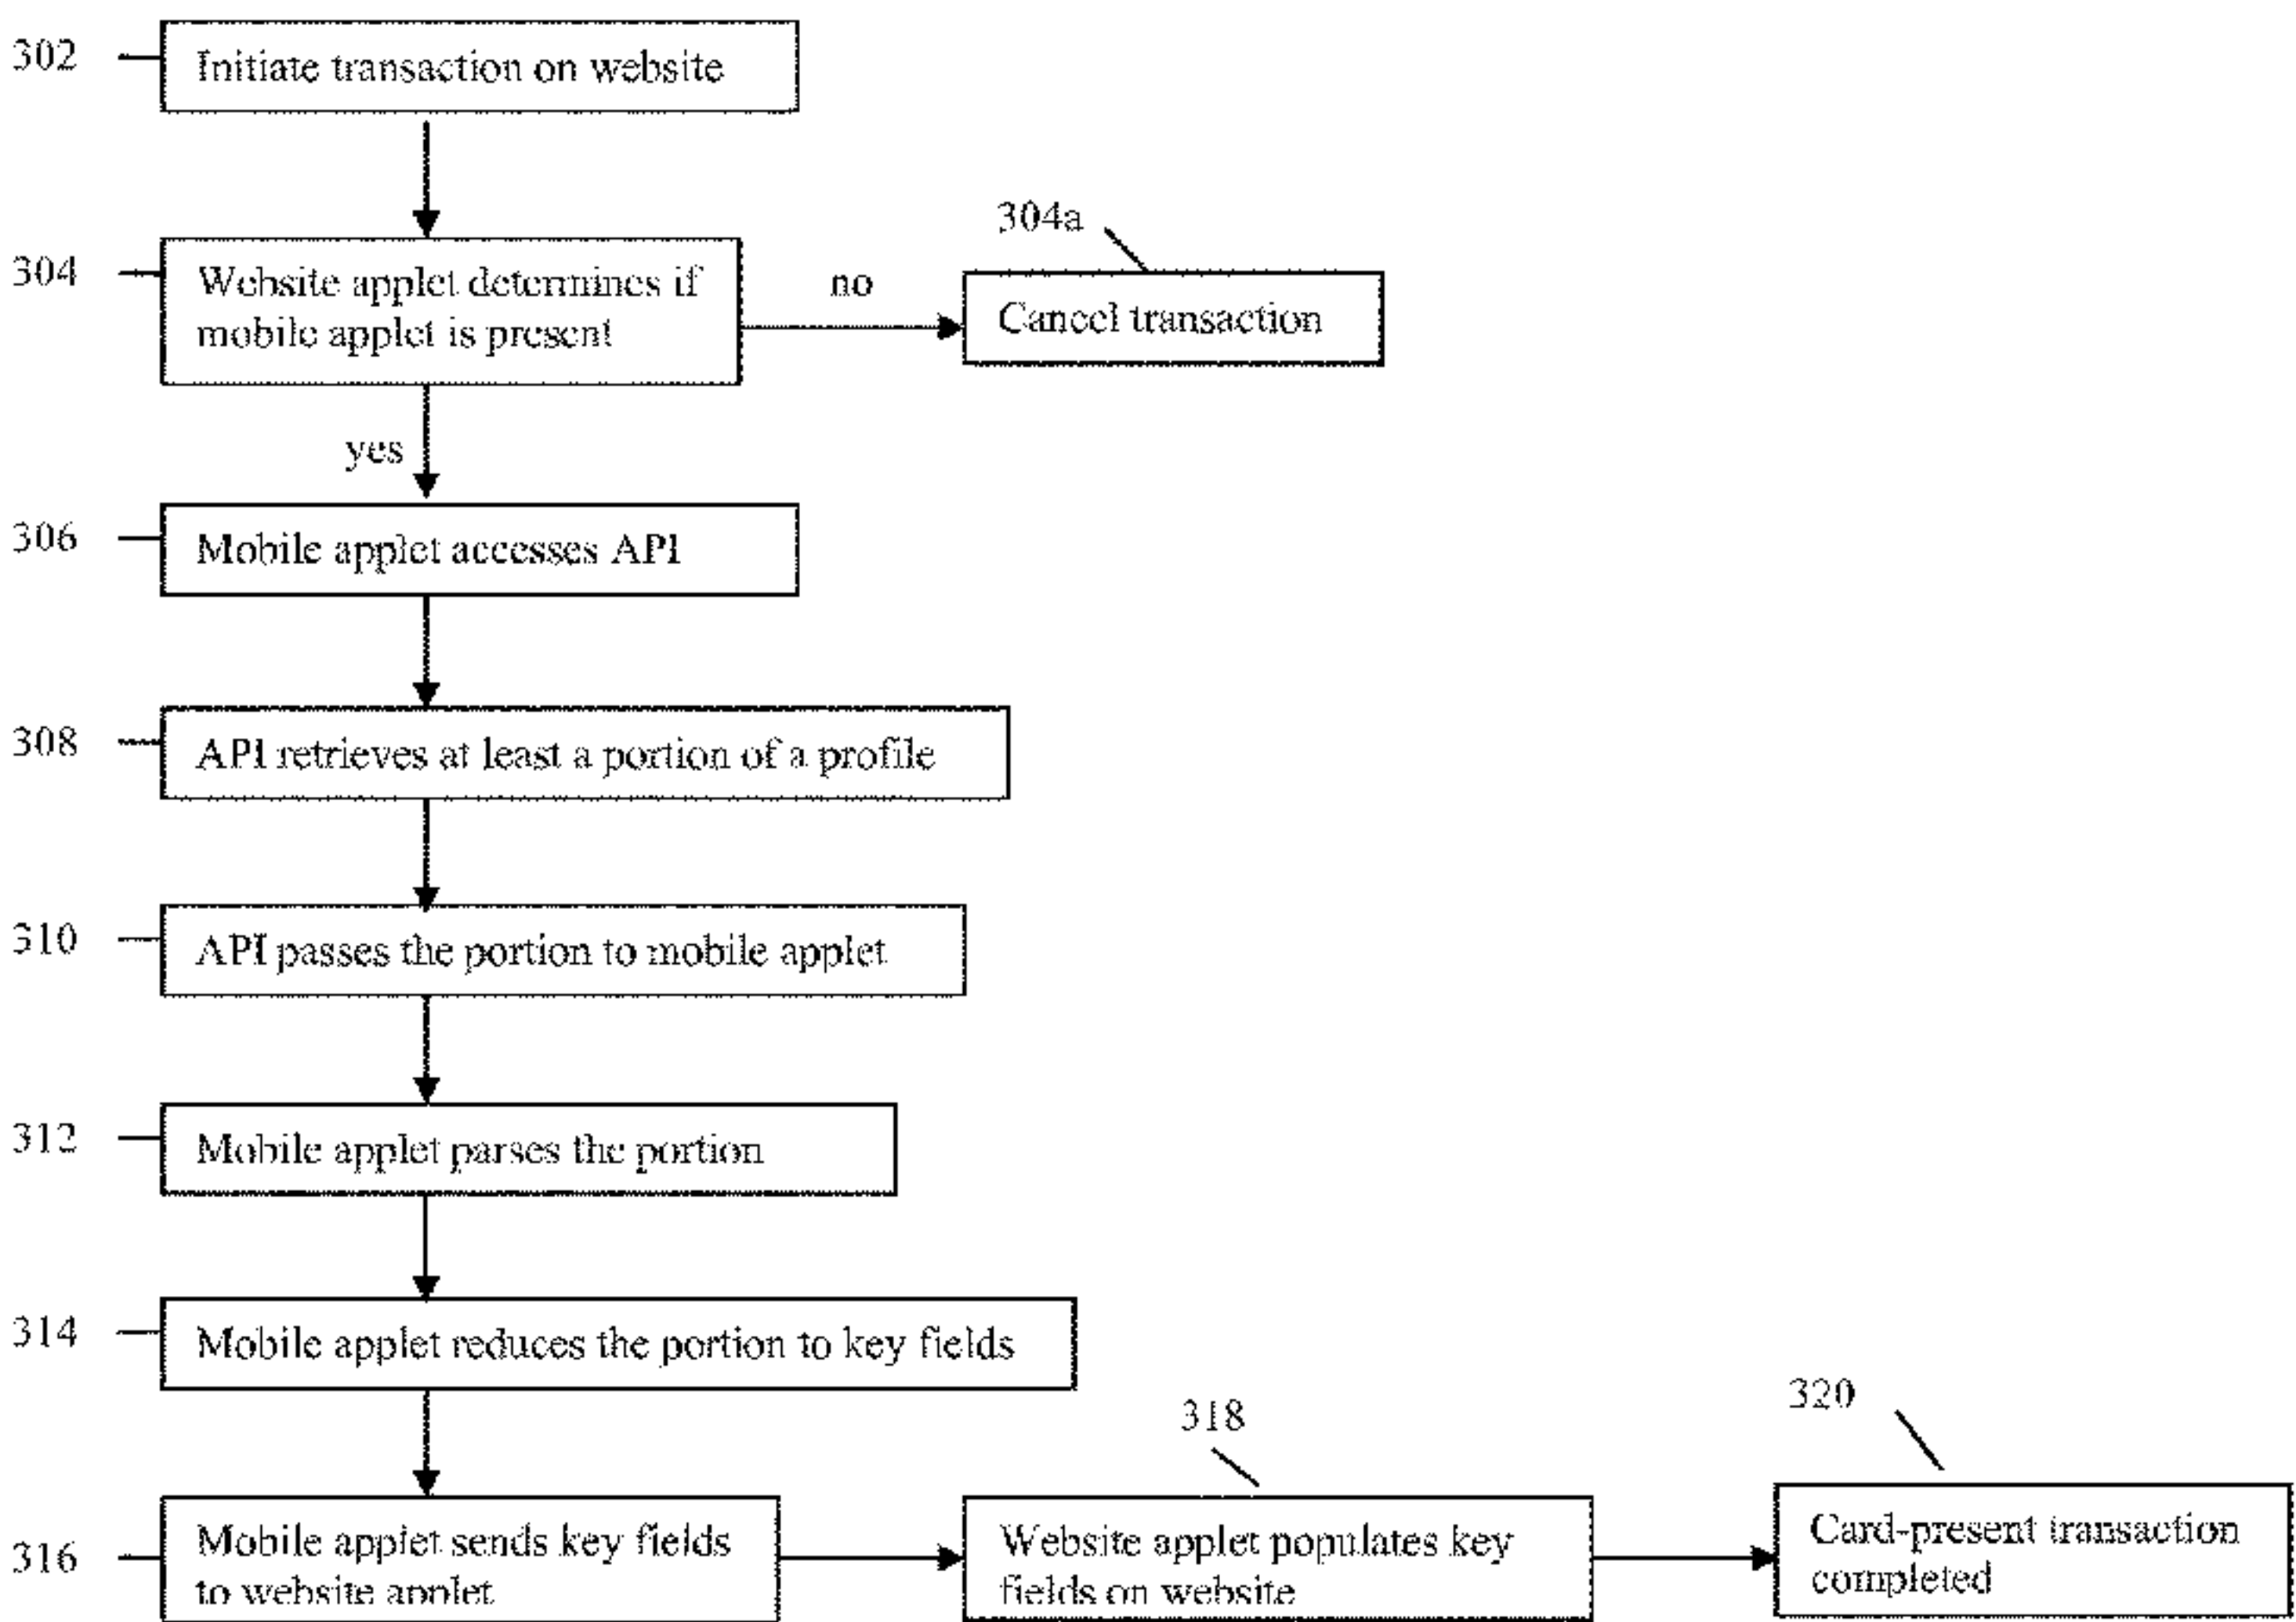 302
Initiate transaction on website
304a
304
Website applet determines if
mobile applet is present
no
Cancel transaction
yes
306
Mobile applet accesses API
308
API retrieves at least a portion of a profile
310
API passes the portion to mobile applet
312
Mobile applet parses the portion
314
Mobile applet reduces the portion to key fields
318
320
316
Mobile applet sends key fields
to website applet
Website applet populates key
fields on website
Card-present transaction
completed